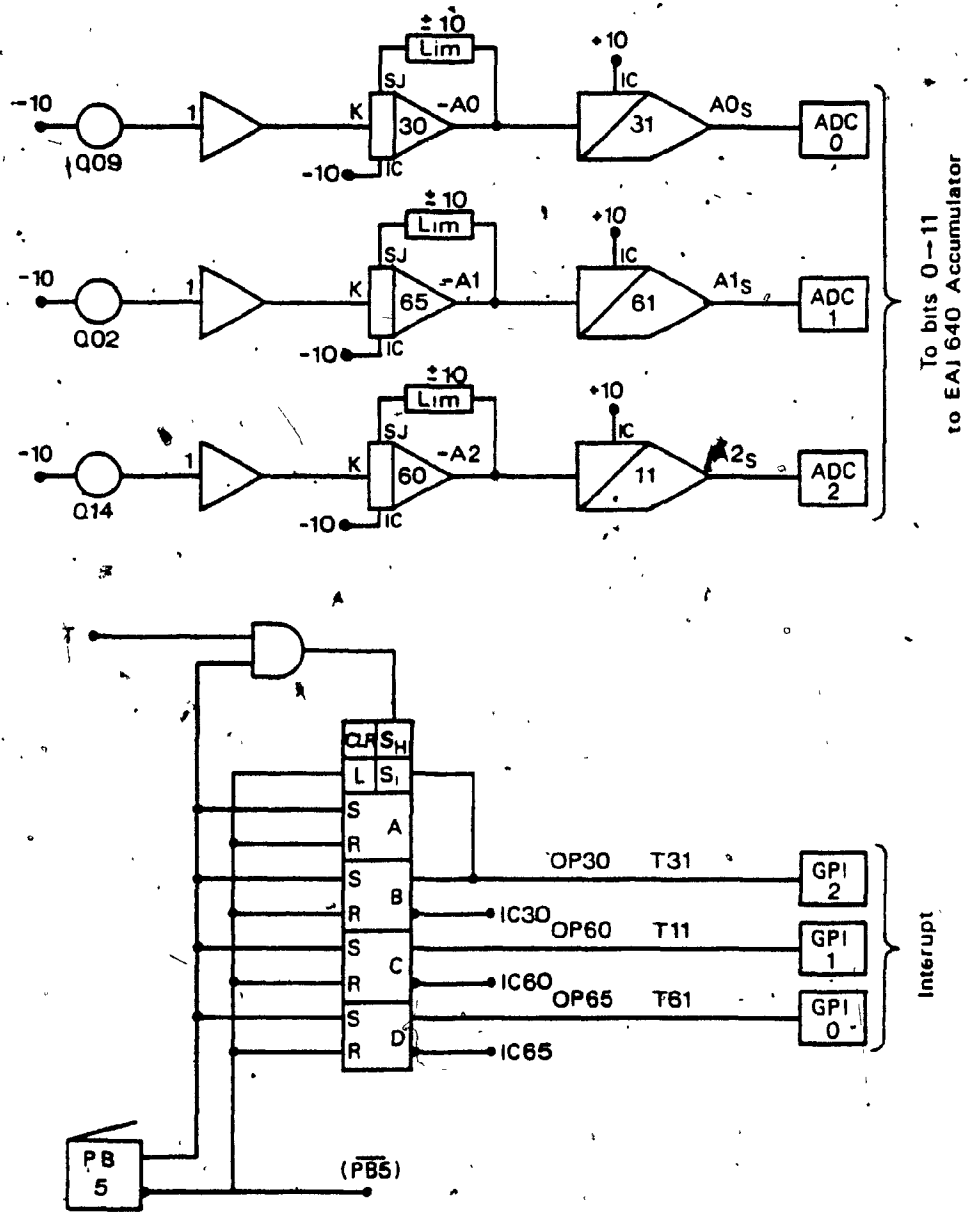 ±10
Lim
+10
-10
SJ
-A0
IC
A0s
1
K
30
31
ADC
0
Q09
-10
IC
±10
Lim
+10
-10
SJ
-A1
IC
A1s
1
K
65
61
ADC
1
Q02
-10
IC
±10
Lim
+10
-10
SJ
-A2
IC
A2s
1
K
60
11
ADC
2
Q14
-10
IC
To bits 0→11
to EAI 640 Accumulator
T
CLR
SH
L
SI
S
A
R
S
B
R
OP30
T31
GPI
2
IC30
S
C
R
OP60
T11
GPI
1
IC60
S
D
R
OP65
T61
GPI
0
IC65
Interupt
PB
5
(P̅B̅5̅)